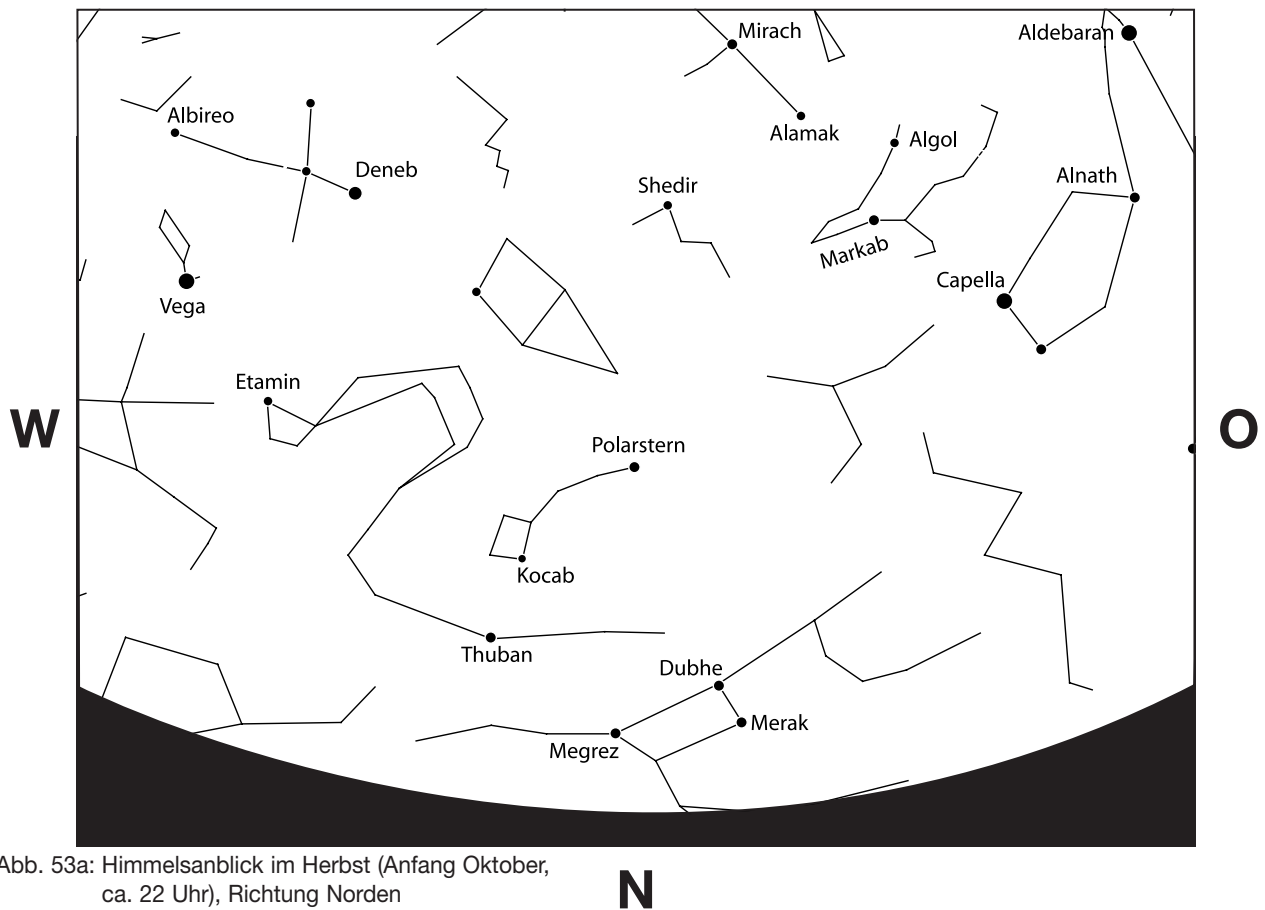 Mirach
Aldebaran
Albireo
Alamak
Algol
Deneb
Alnath
Shedir
Markab
Capella
Vega
Etamin
W
O
Polarstern
Kocab
Thuban
Dubhe
Merak
Megrez
Abb. 53a: Himmelsanblick im Herbst (Anfang Oktober,
ca. 22 Uhr), Richtung Norden
N